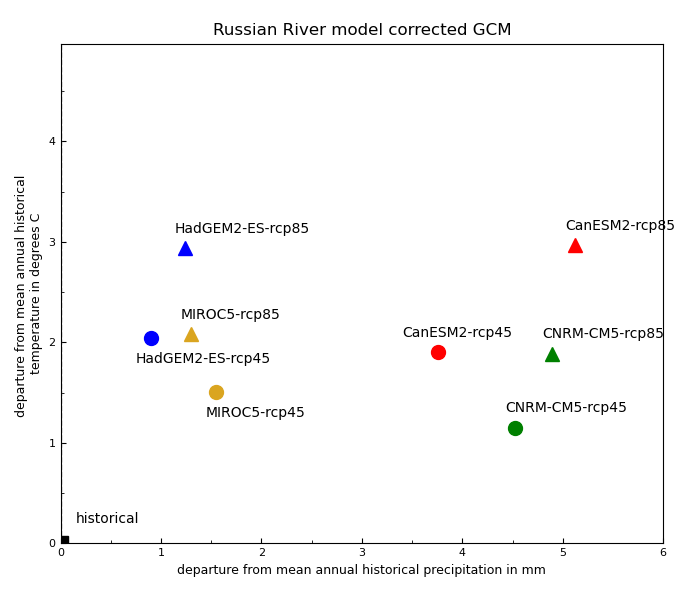 Russian River model corrected GCM
departure from mean annual historical
temperature in degrees C
4
3
2
1
0
HadGEM2-ES-rcp85
CanESM2-rcp85
MIROC5-rcp85
CanESM2-rcp45
CNRM-CM5-rcp85
HadGEM2-ES-rcp45
MIROC5-rcp45
CNRM-CM5-rcp45
historical
0 1 2 3 4 5 6
departure from mean annual historical precipitation in mm